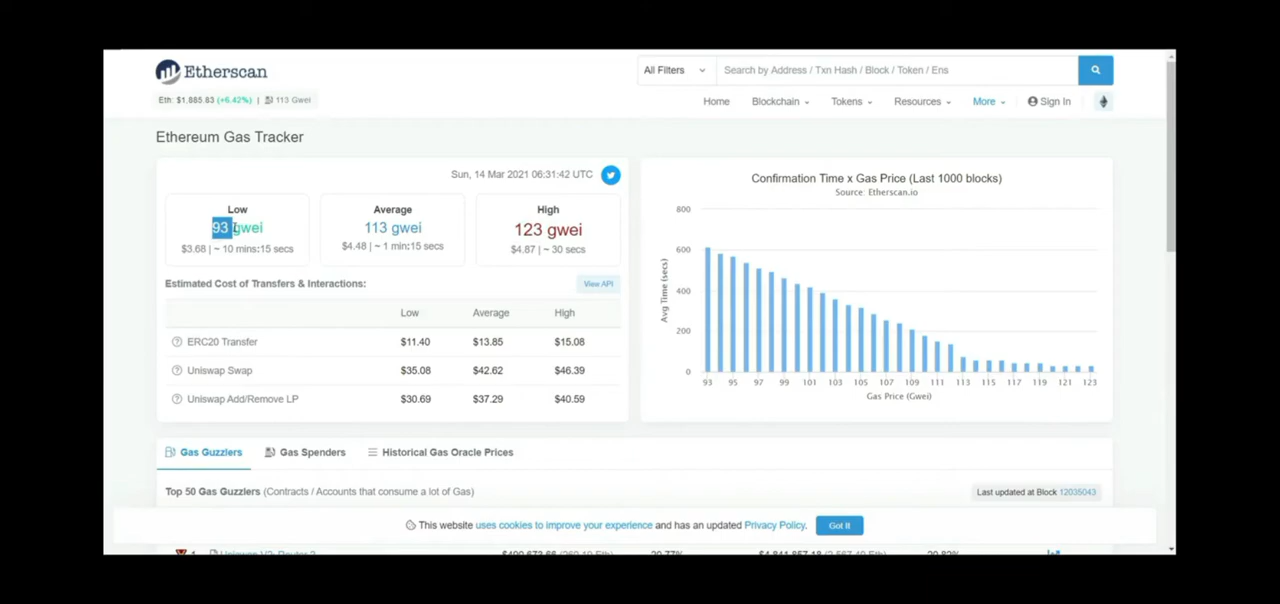 Etherscan
All Filters
Search by Address / Txn Hash / Block / Token / Ens
Eth: $1,885.83 (+6.42%) | 113 Gwei
Home Blockchain Tokens Resources More Sign In
Ethereum Gas Tracker
Sun, 14 Mar 2021 06:31:42 UTC
Low Average High
93 gwei 113 gwei 123 gwei
$3.68 | ~ 10 mins:15 secs $4.48 | ~ 1 min:15 secs $4.87 | ~ 30 secs
Estimated Cost of Transfers & Interactions: View API
Low Average High
ERC20 Transfer $11.40 $13.85 $15.08
Uniswap Swap $35.08 $42.62 $46.39
Uniswap Add/Remove LP $30.69 $37.29 $40.59
Confirmation Time x Gas Price (Last 1000 blocks)
Source: Etherscan.io
Avg Time (secs)
800
600
400
200
0
93 95 97 99 101 103 105 107 109 111 113 115 117 119 121 123
Gas Price (Gwei)
Gas Guzzlers Gas Spenders Historical Gas Oracle Prices
Top 50 Gas Guzzlers (Contracts / Accounts that consume a lot of Gas) Last updated at Block 12035043
This website uses cookies to improve your experience and has an updated Privacy Policy. Got It